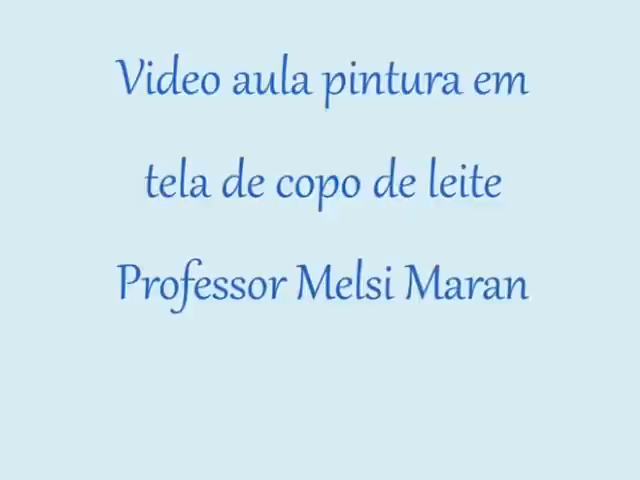 Video aula pintura em
tela de copo de leite
Professor Melsi Maran